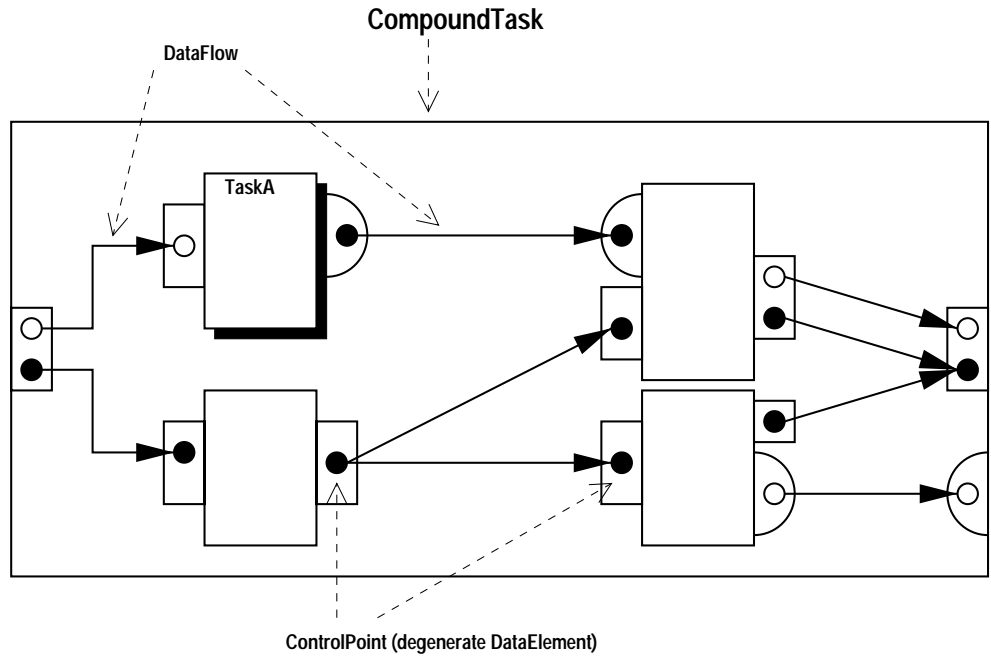 CompoundTask
DataFlow
TaskA
ControlPoint (degenerate DataElement)